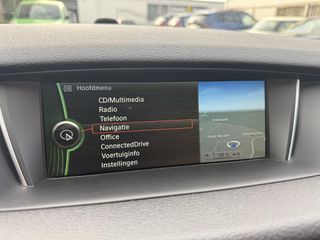 Hoofdmenu
CD/Multimedia
Radio
Telefoon
Navigatie
Office
ConnectedDrive
Voertuiginfo
Instellingen